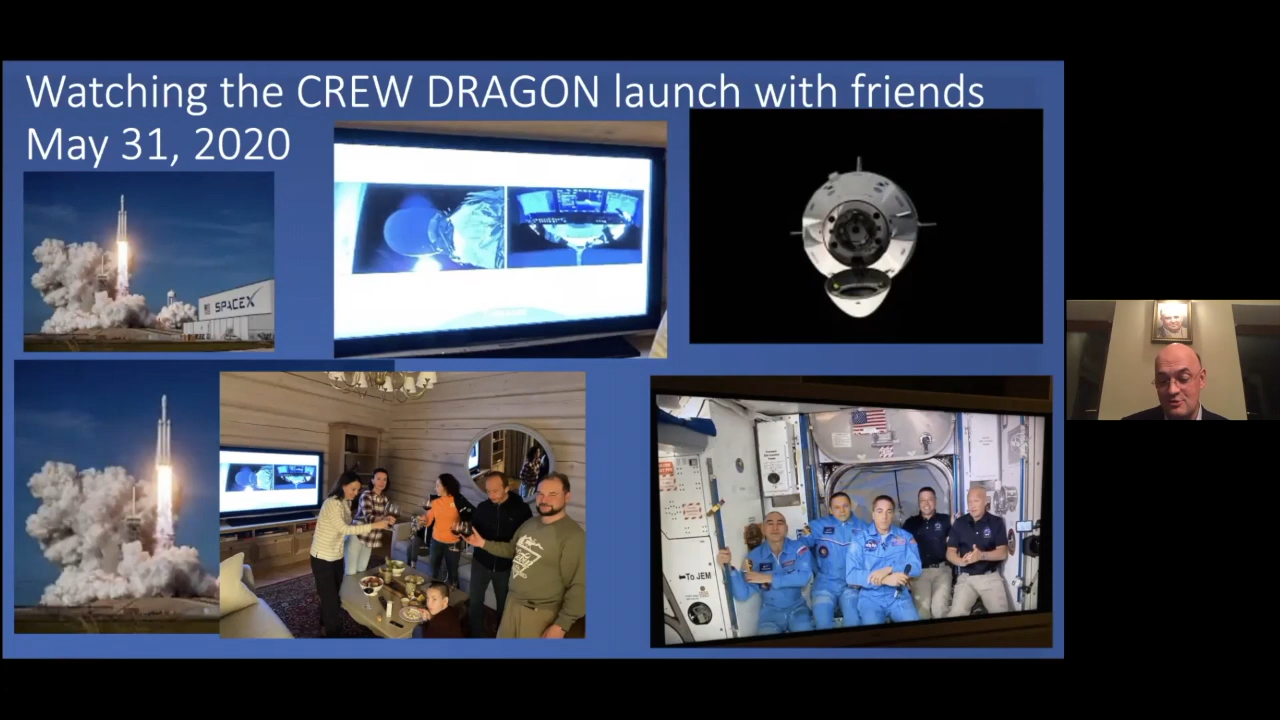 Watching the CREW DRAGON launch with friends
May 31, 2020
SPACEX
To JEM